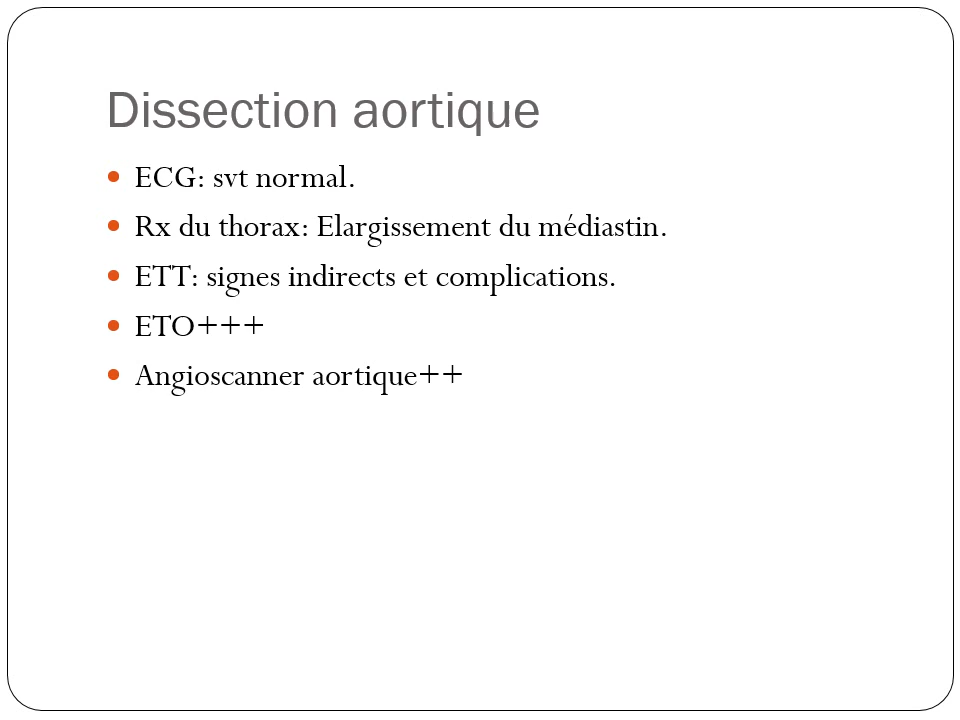 Dissection aortique
ECG: svt normal.
Rx du thorax: Elargissement du médiastin.
ETT: signes indirects et complications.
ETO+++
Angioscanner aortique++